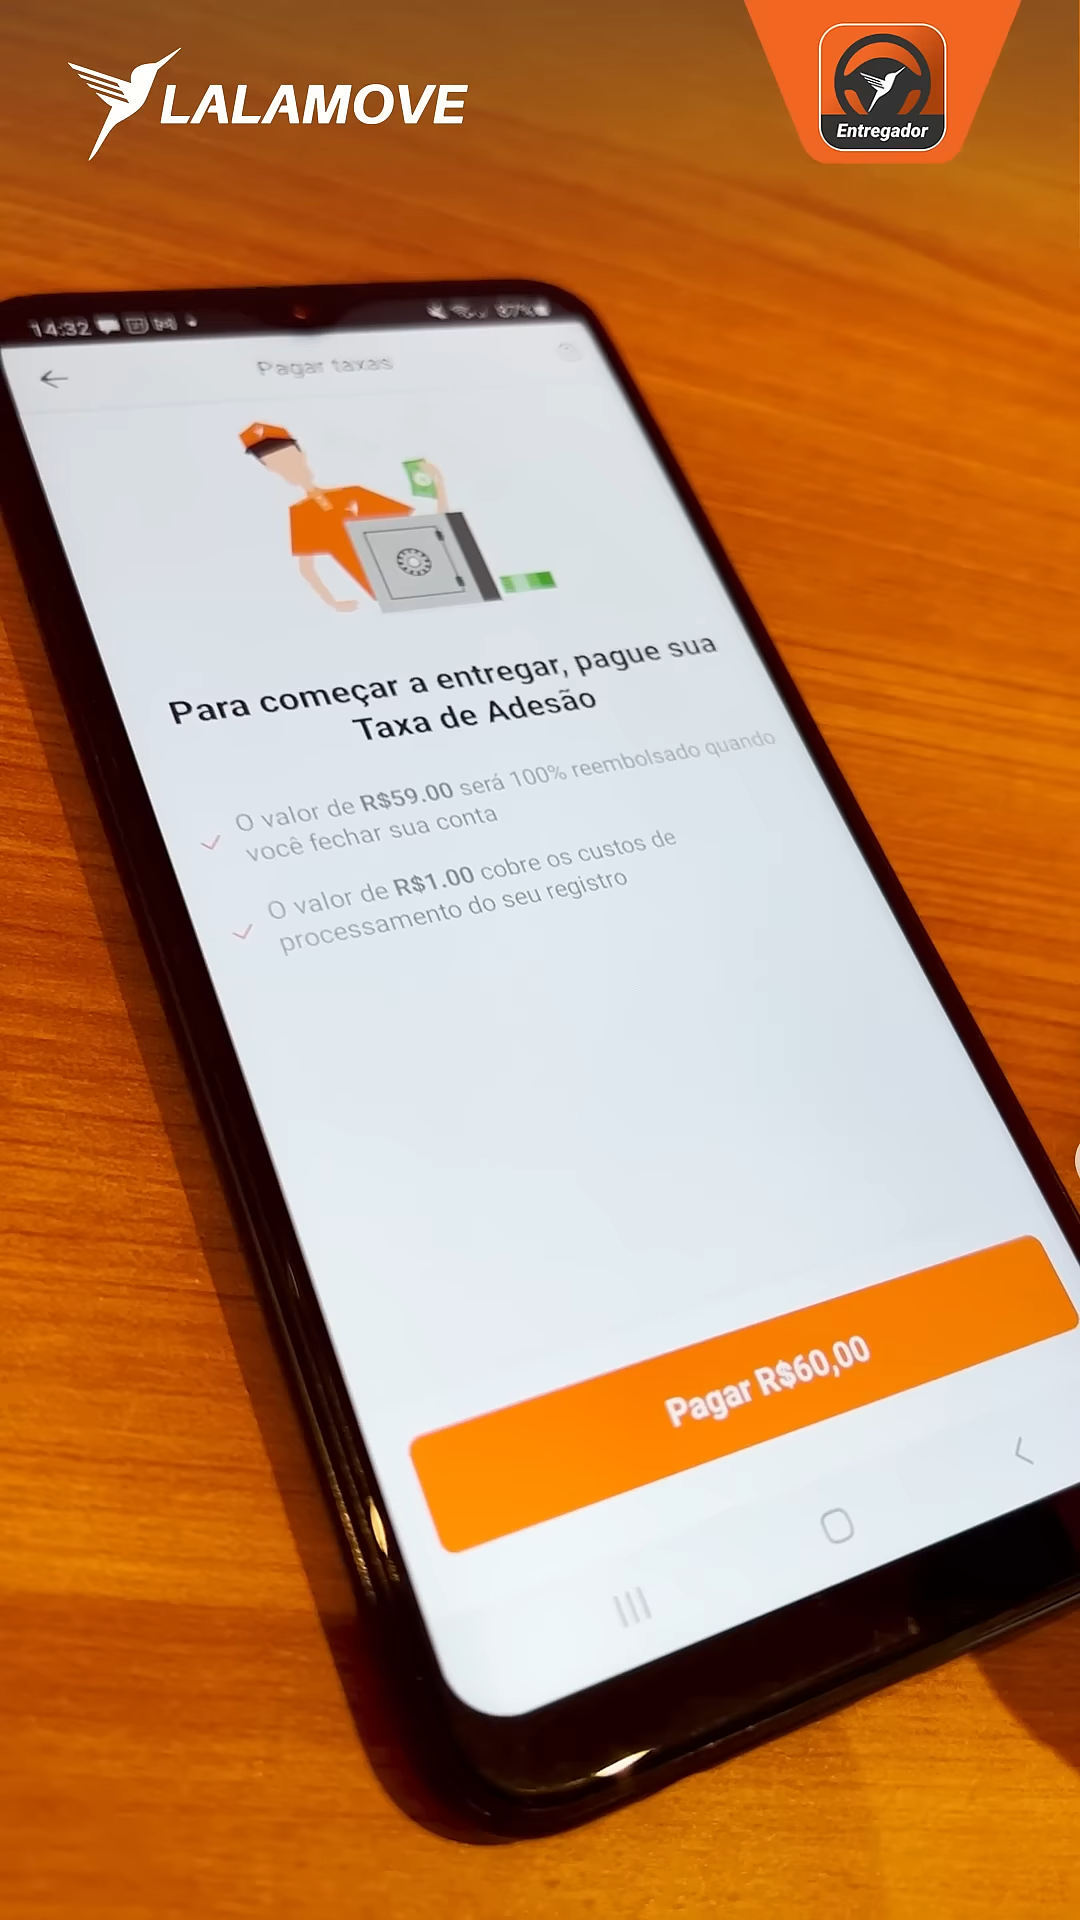 LALAMOVE
Entregador
14:32
Pagar taxas
Para começar a entregar, pague sua
Taxa de Adesão
O valor de R$59.00 será 100% reembolsado quando
você fechar sua conta
O valor de R$1.00 cobre os custos de
processamento do seu registro
Pagar R$60,00